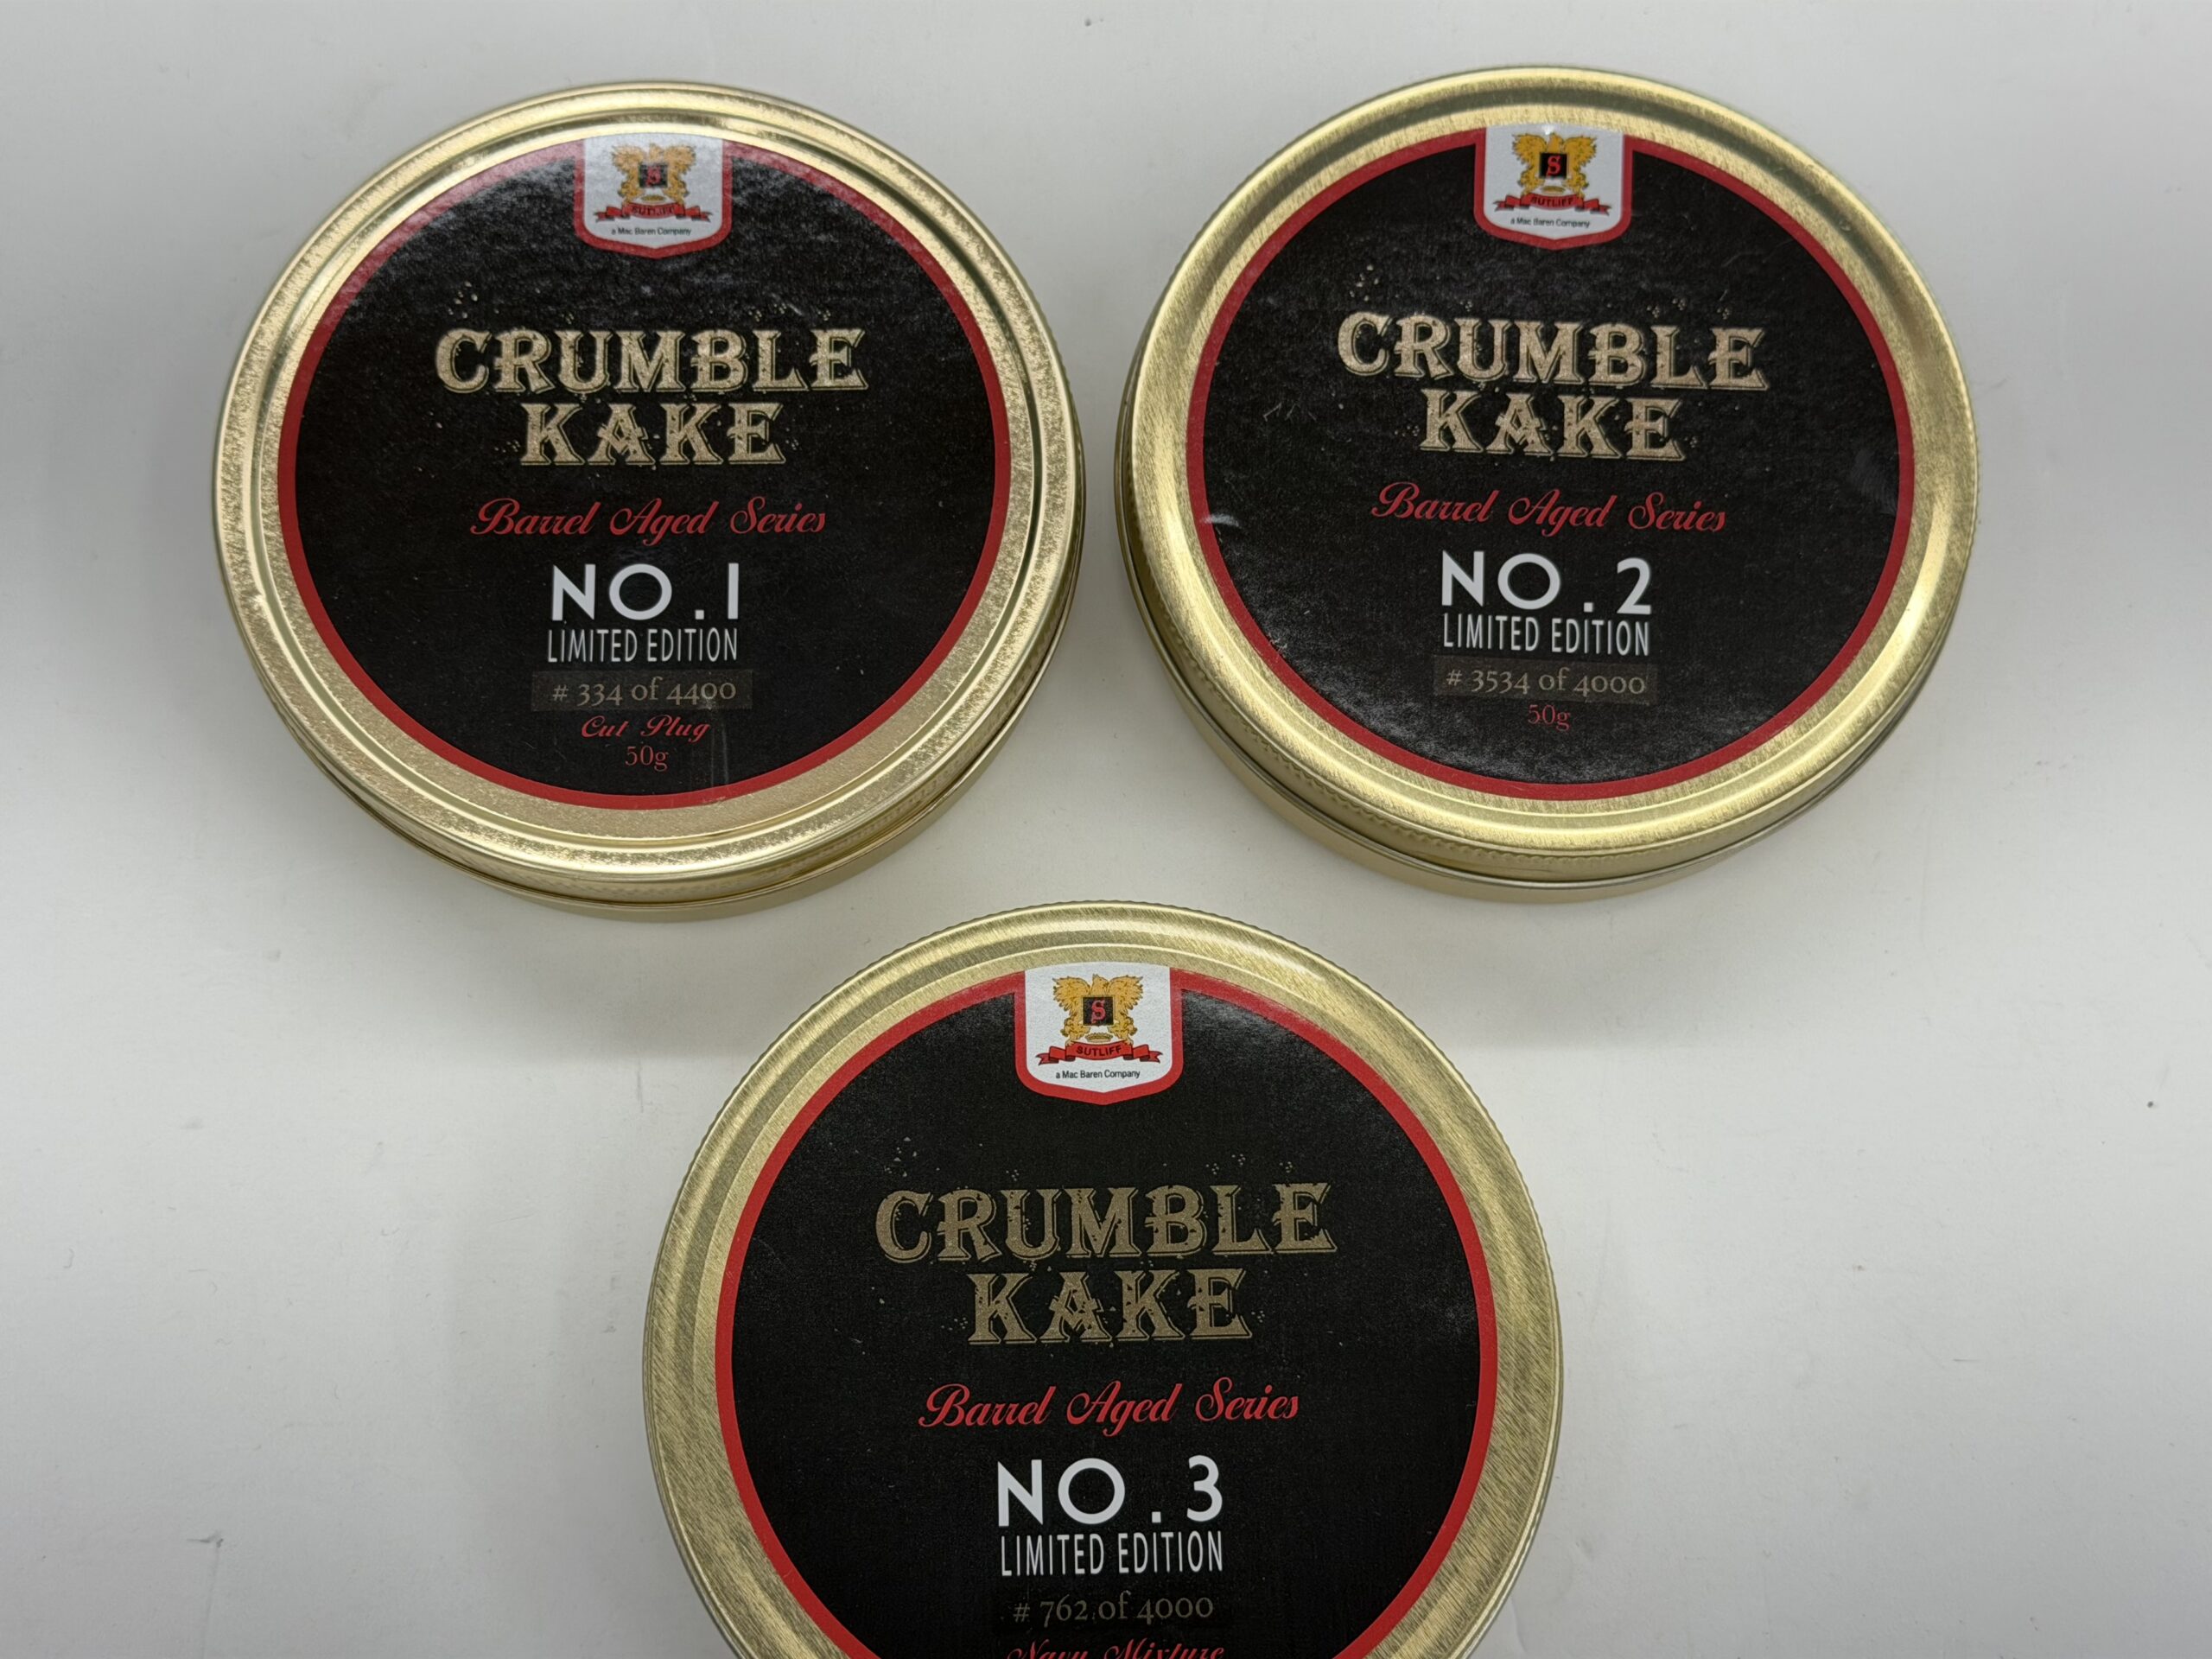 S
SUTLIFF
a Mac Baren Company
CRUMBLE
KAKE
Barrel Aged Series
NO.1
LIMITED EDITION
# 334 of 4400
Cut Plug
50g
S
SUTLIFF
a Mac Baren Company
CRUMBLE
KAKE
Barrel Aged Series
NO.2
LIMITED EDITION
# 3534 of 4000
50g
S
SUTLIFF
a Mac Baren Company
CRUMBLE
KAKE
Barrel Aged Series
NO.3
LIMITED EDITION
# 762 of 4000
Navy Mixture